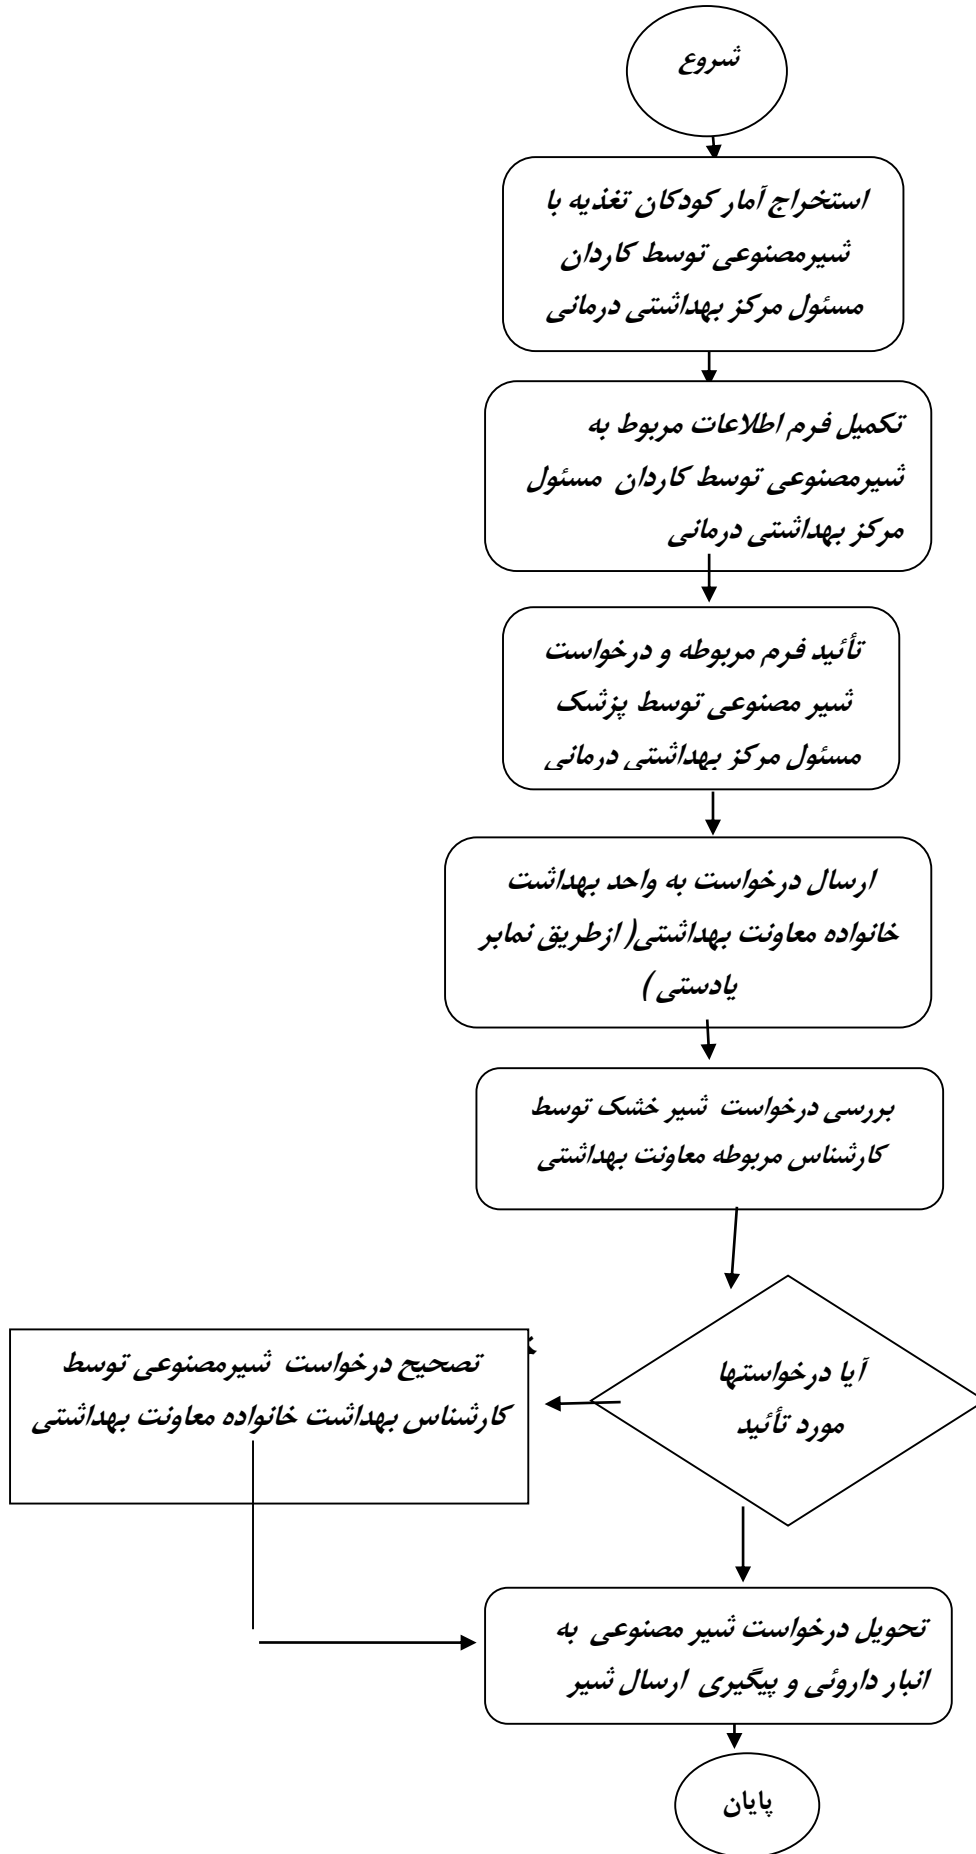 شروع
استخراج آمار کودکان تغذیه با
شیرمصنوعی توسط کاردان
مسئول مرکز بهداشتی درمانی
تکمیل فرم اطلاعات مربوط به
شیرمصنوعی توسط کاردان مسئول
مرکز بهداشتی درمانی
تأئید فرم مربوطه و درخواست
شیر مصنوعی توسط پزشک
مسئول مرکز بهداشتی درمانی
ارسال درخواست به واحد بهداشت
خانواده معاونت بهداشتی( ازطریق نمابر
یادستی )
بررسی درخواست شیر خشک توسط
کارشناس مربوطه معاونت بهداشتی
آیا درخواستها
مورد تأئید
تصحیح درخواست شیرمصنوعی توسط
کارشناس بهداشت خانواده معاونت بهداشتی
تحویل درخواست شیر مصنوعی به
انبار داروئی و پیگیری ارسال شیر
پایان